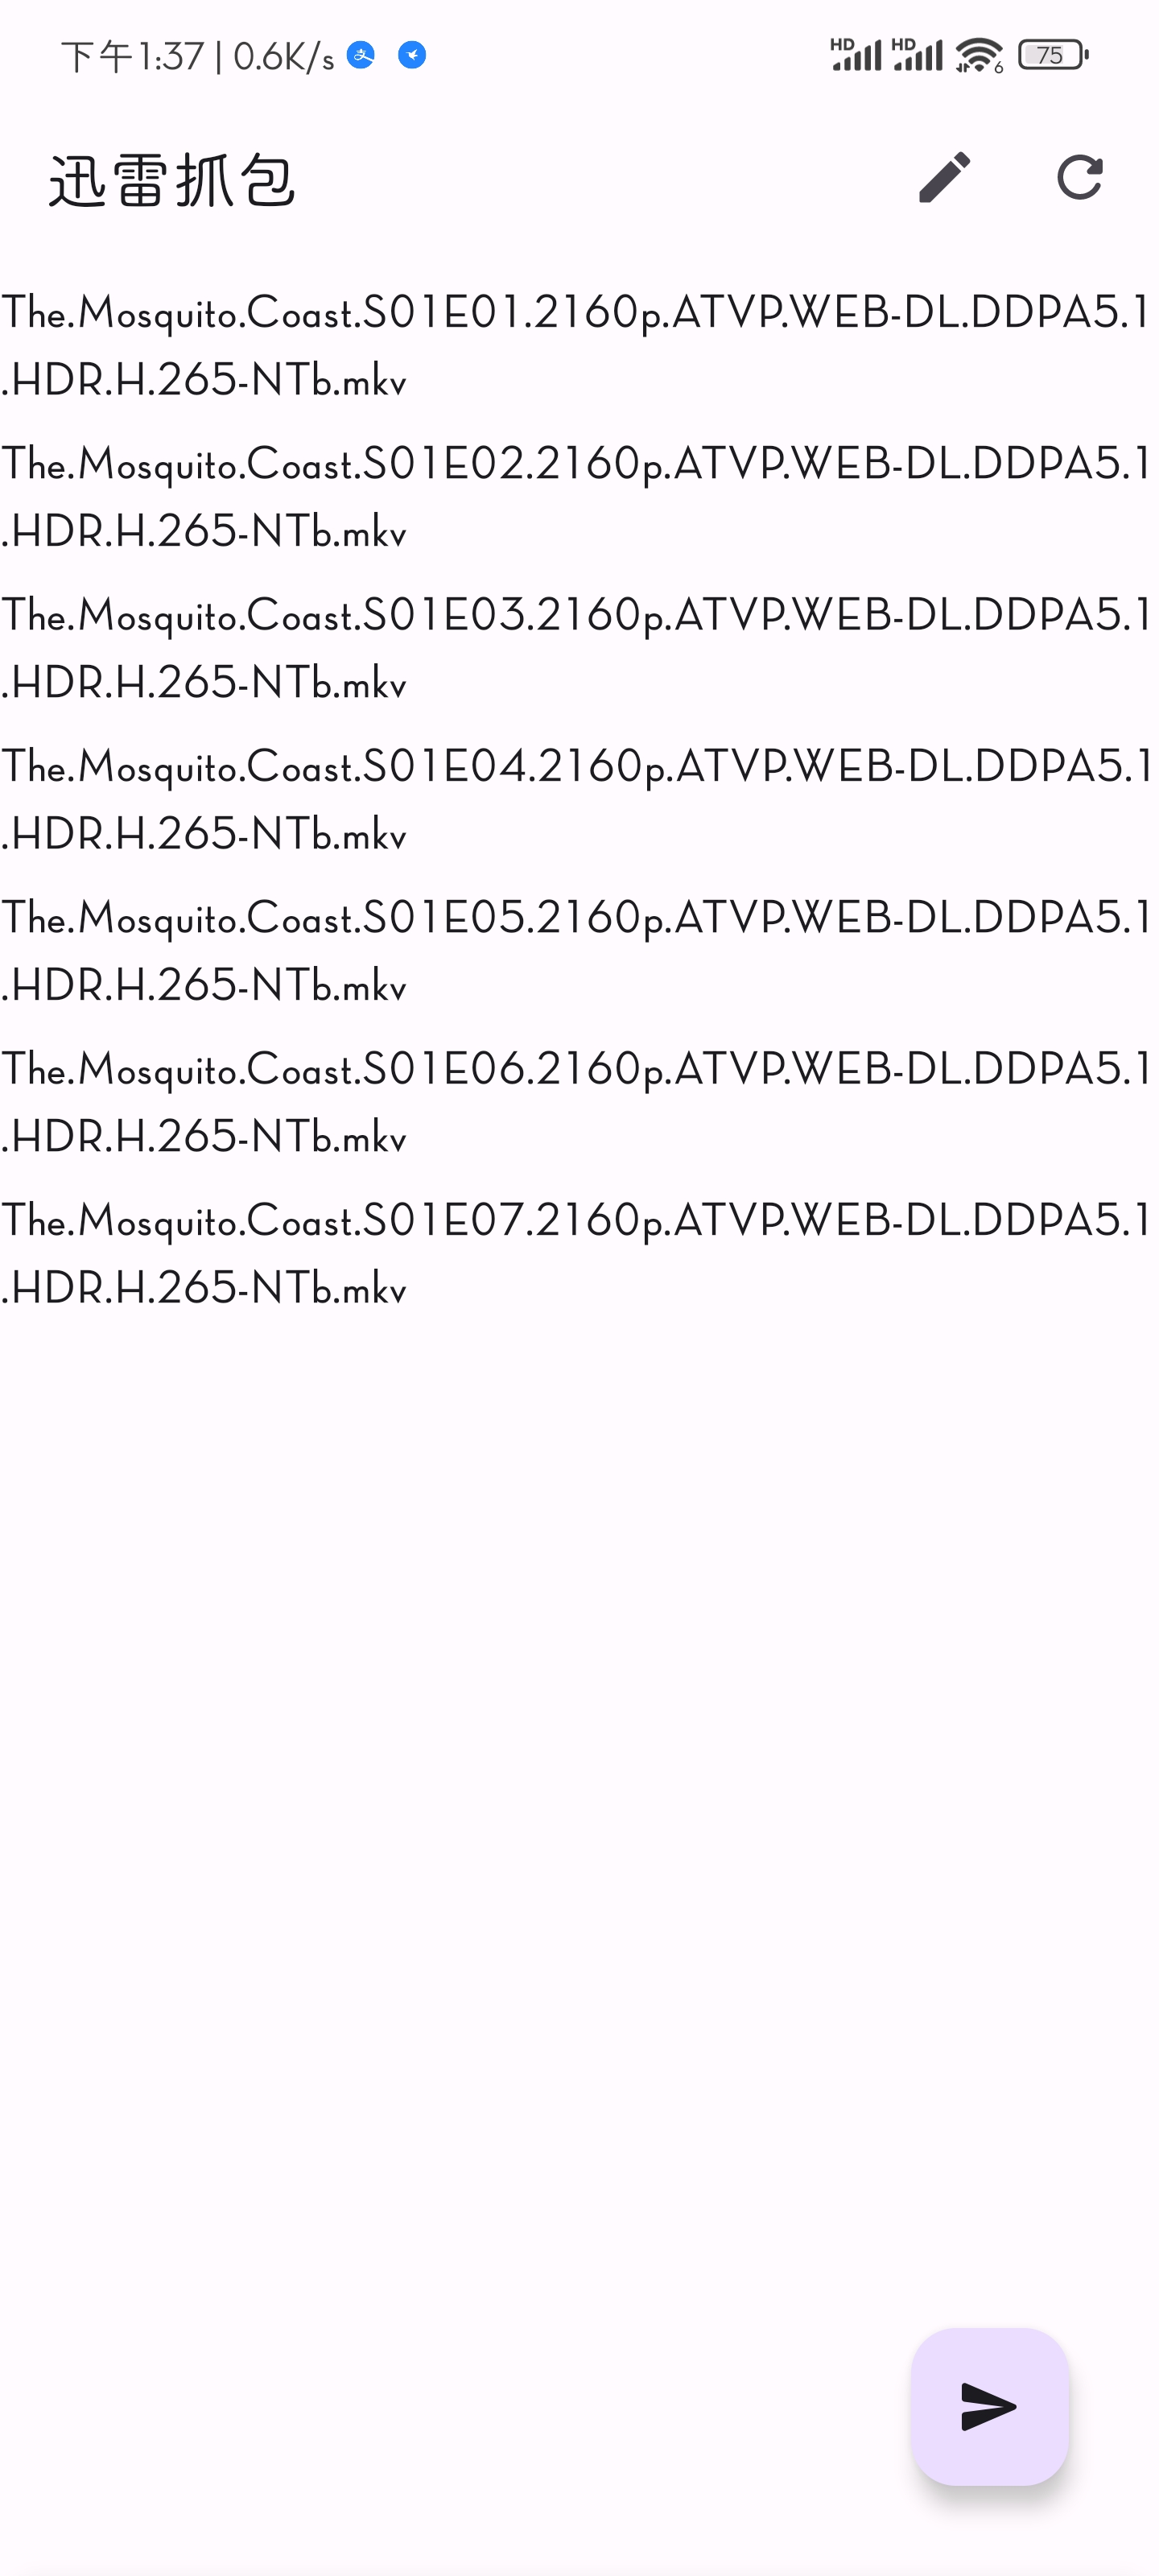 下午1:37 | 0.6K/s HD HD 6 75
迅雷抓包
The.Mosquito.Coast.S01E01.2160p.ATVP.WEB-DL.DDPA5.1
.HDR.H.265-NTb.mkv
The.Mosquito.Coast.S01E02.2160p.ATVP.WEB-DL.DDPA5.1
.HDR.H.265-NTb.mkv
The.Mosquito.Coast.S01E03.2160p.ATVP.WEB-DL.DDPA5.1
.HDR.H.265-NTb.mkv
The.Mosquito.Coast.S01E04.2160p.ATVP.WEB-DL.DDPA5.1
.HDR.H.265-NTb.mkv
The.Mosquito.Coast.S01E05.2160p.ATVP.WEB-DL.DDPA5.1
.HDR.H.265-NTb.mkv
The.Mosquito.Coast.S01E06.2160p.ATVP.WEB-DL.DDPA5.1
.HDR.H.265-NTb.mkv
The.Mosquito.Coast.S01E07.2160p.ATVP.WEB-DL.DDPA5.1
.HDR.H.265-NTb.mkv